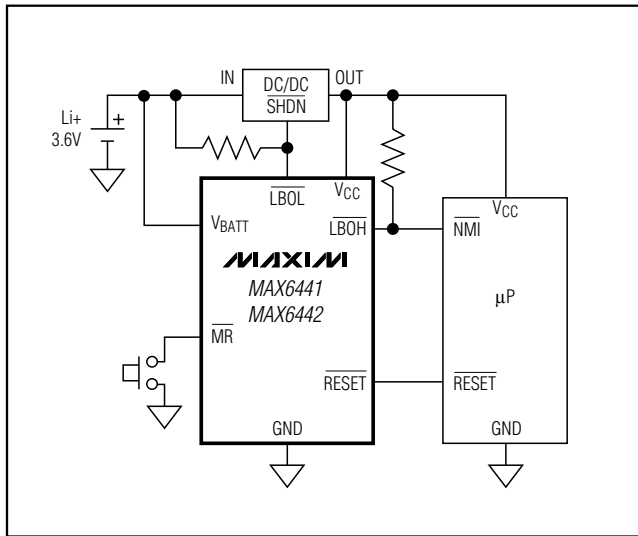 IN
DC/DC
OUT
SHDN
Li+
3.6V
+
LBOL
VCC
VBATT
LBOH
NMI
VCC
MAXIM
MAX6441
MAX6442
µP
MR
RESET
RESET
GND
GND